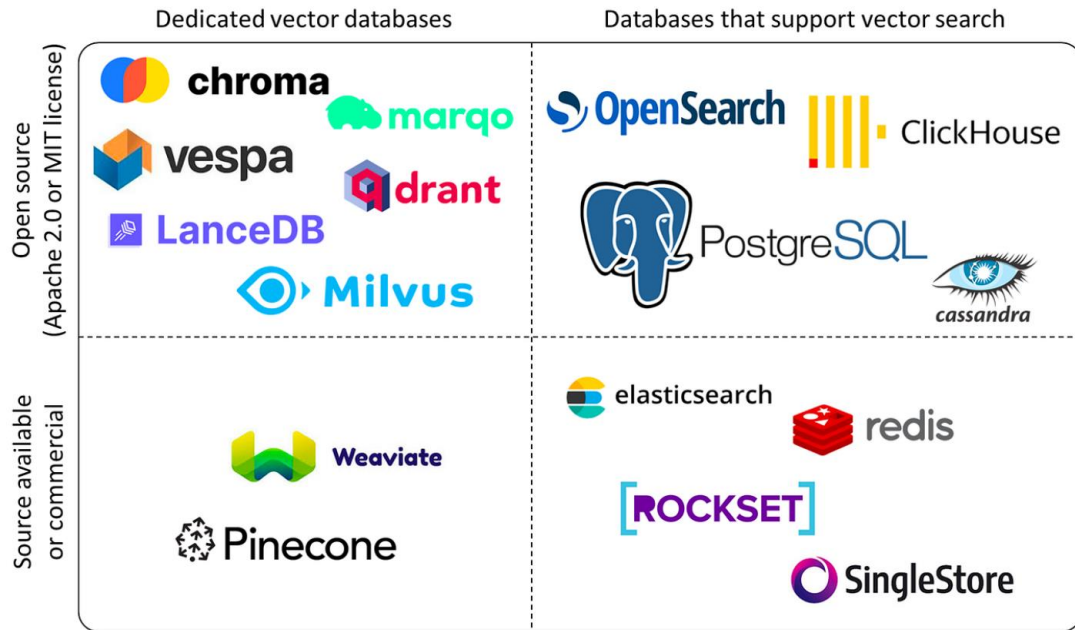 Dedicated vector databases
Databases that support vector search
Open source
(Apache 2.0 or MIT license)
chroma
marqo
vespa
qdrant
LanceDB
Milvus
OpenSearch
ClickHouse
PostgreSQL
cassandra
Source available
or commercial
Weaviate
Pinecone
elasticsearch
redis
[ROCKSET]
SingleStore